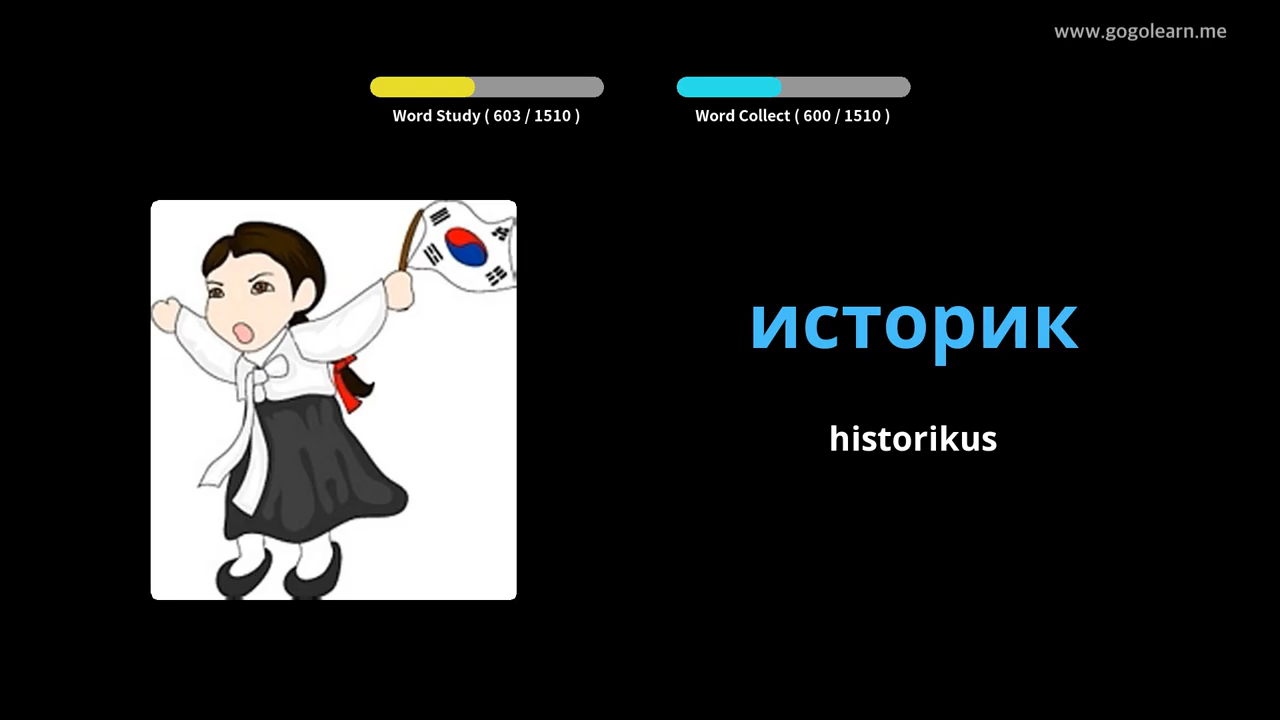 www.gogolearn.me
Word Study ( 603 / 1510 )
Word Collect ( 600 / 1510 )
историк
historikus